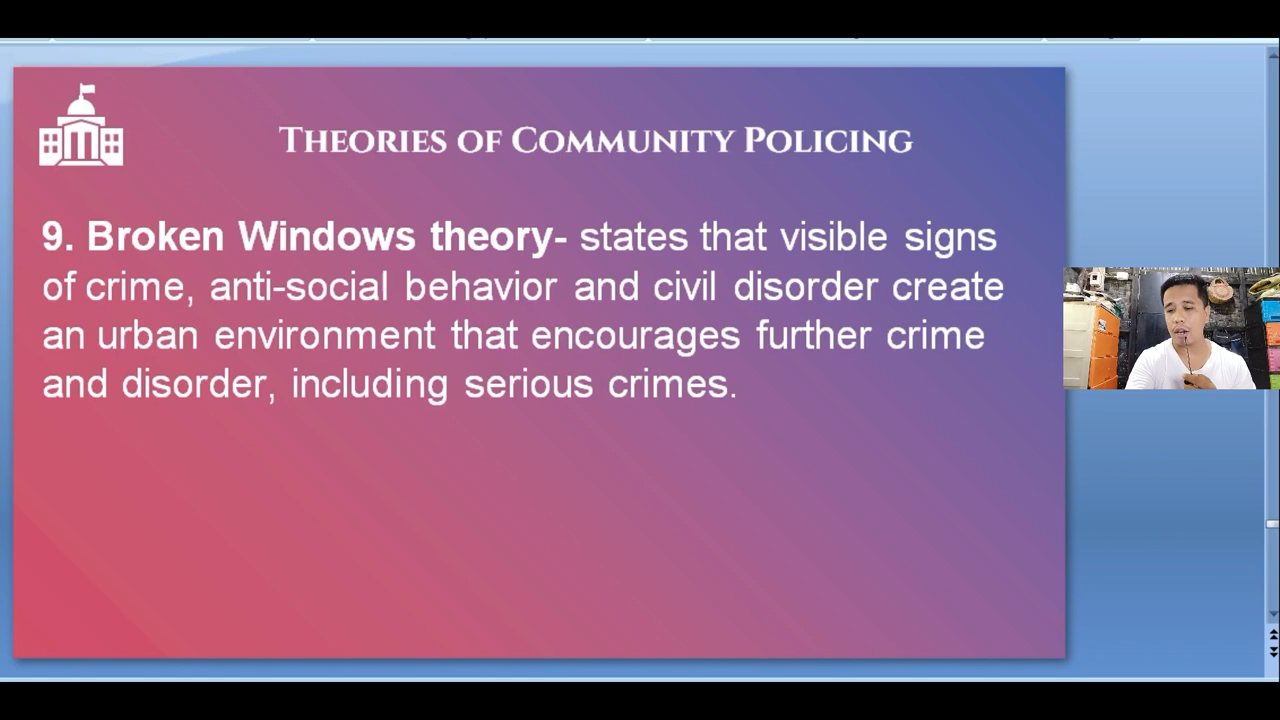 THEORIES OF COMMUNITY POLICING
9. Broken Windows theory- states that visible signs
of crime, anti-social behavior and civil disorder create
an urban environment that encourages further crime
and disorder, including serious crimes.